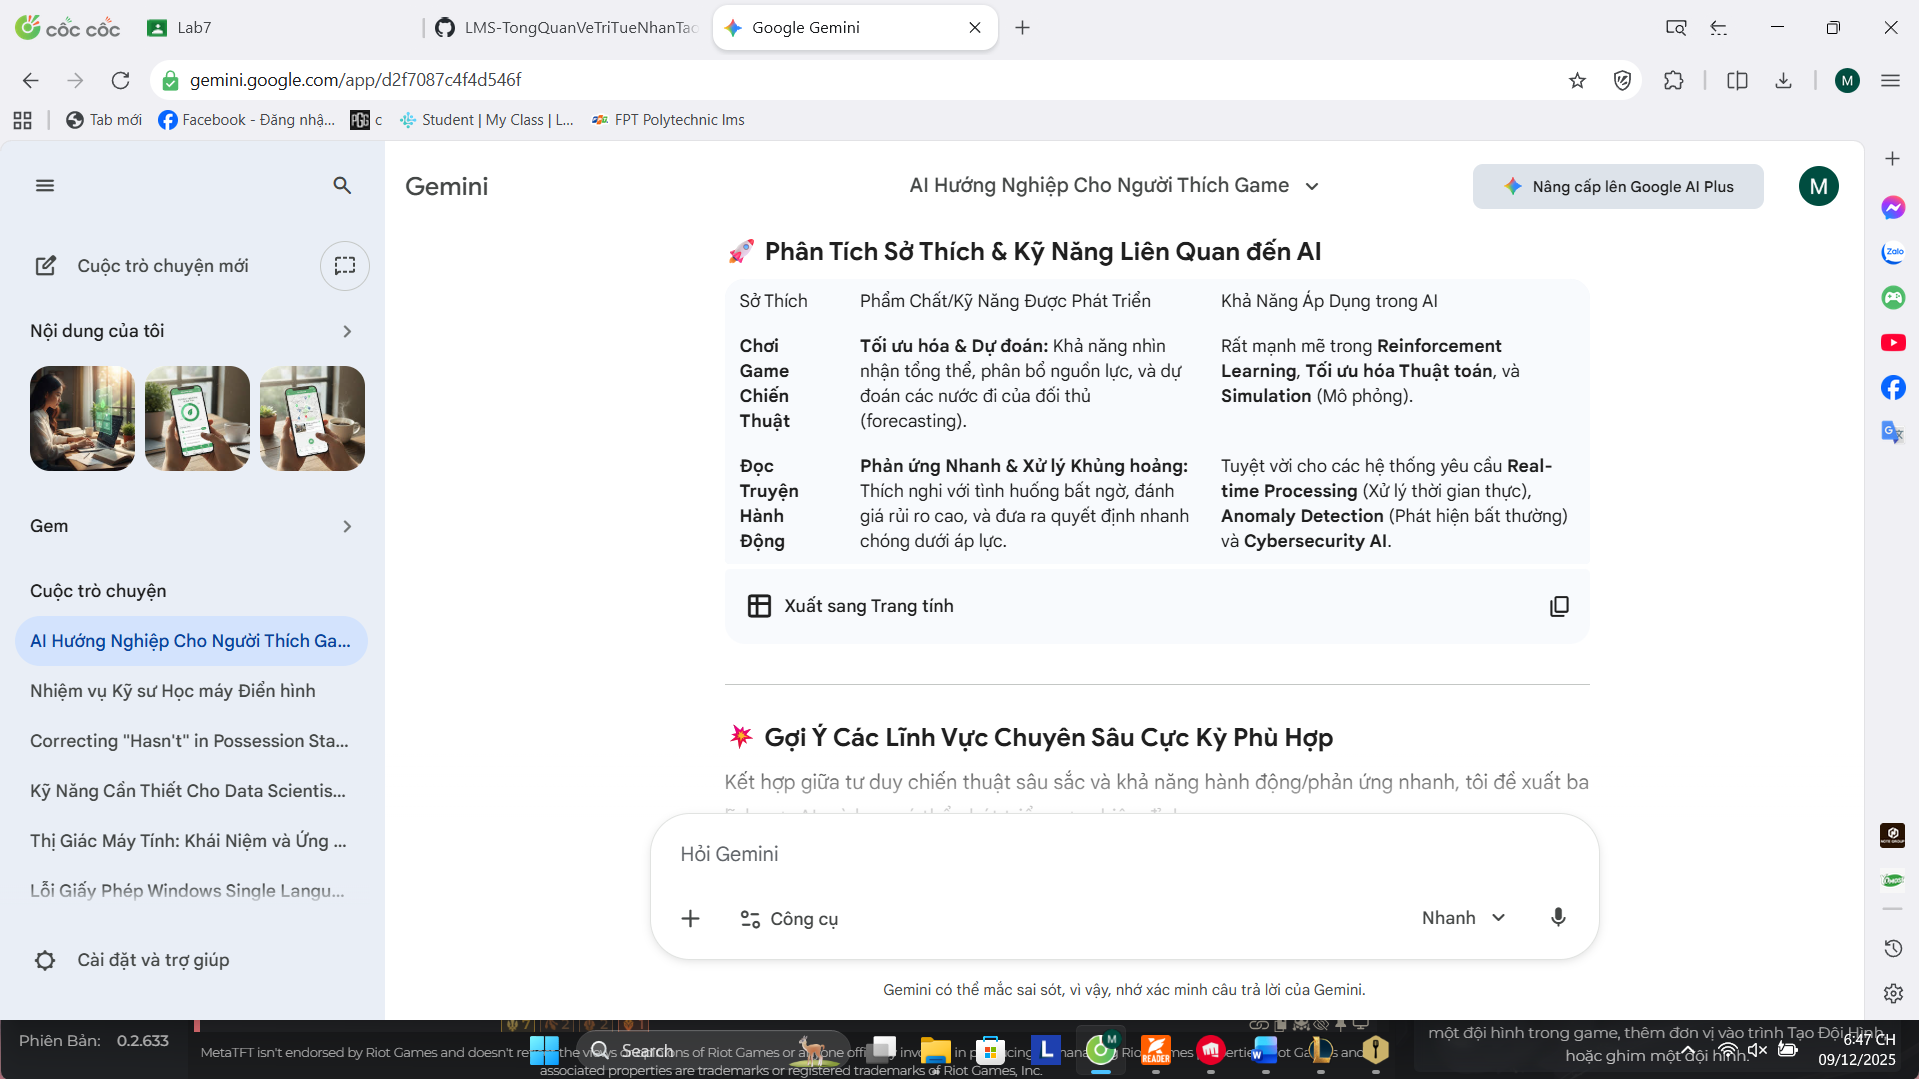 cốc cốc
Lab7
LMS-TongQuanVeTriTueNhanTao
Google Gemini
gemini.google.com/app/d2f7087c4f4d546f
M
Tab mới
Facebook - Đăng nhậ...
c
Student | My Class | L...
FPT Polytechnic lms
Gemini
AI Hướng Nghiệp Cho Người Thích Game
Nâng cấp lên Google AI Plus
M
Cuộc trò chuyện mới
Nội dung của tôi
Gem
Cuộc trò chuyện
AI Hướng Nghiệp Cho Người Thích Ga...
Nhiệm vụ Kỹ sư Học máy Điển hình
Correcting "Hasn't" in Possession Sta...
Kỹ Năng Cần Thiết Cho Data Scientis...
Thị Giác Máy Tính: Khái Niệm và Ứng ...
Lỗi Giấy Phép Windows Single Langu...
Cài đặt và trợ giúp
🚀 Phân Tích Sở Thích & Kỹ Năng Liên Quan đến AI
Sở Thích
Phẩm Chất/Kỹ Năng Được Phát Triển
Khả Năng Áp Dụng trong AI
Chơi
Game
Chiến
Thuật
Tối ưu hóa & Dự đoán: Khả năng nhìn
nhận tổng thể, phân bổ nguồn lực, và dự
đoán các nước đi của đối thủ
(forecasting).
Rất mạnh mẽ trong Reinforcement
Learning, Tối ưu hóa Thuật toán, và
Simulation (Mô phỏng).
Đọc
Truyện
Hành
Động
Phản ứng Nhanh & Xử lý Khủng hoảng:
Thích nghi với tình huống bất ngờ, đánh
giá rủi ro cao, và đưa ra quyết định nhanh
chóng dưới áp lực.
Tuyệt vời cho các hệ thống yêu cầu Real-
time Processing (Xử lý thời gian thực),
Anomaly Detection (Phát hiện bất thường)
và Cybersecurity AI.
Xuất sang Trang tính
💥 Gợi Ý Các Lĩnh Vực Chuyên Sâu Cực Kỳ Phù Hợp
Kết hợp giữa tư duy chiến thuật sâu sắc và khả năng hành động/phản ứng nhanh, tôi đề xuất ba
Hỏi Gemini
Công cụ
Nhanh
Gemini có thể mắc sai sót, vì vậy, nhớ xác minh câu trả lời của Gemini.
Zalo
Phiên Bản: 0.2.633
MetaTFT isn't endorsed by Riot Games and doesn't
associated properties are trademarks or registered trademarks of Riot Games, Inc.
Search
một đội hình trong game, thêm đơn vị vào trình Tạo Đội Hình
hoặc ghim một đội hình.
6:47 CH
09/12/2025